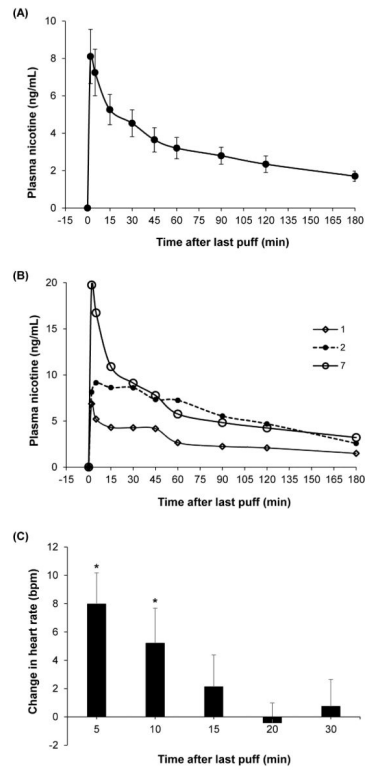 (A)
10
8
6
4
2
0
Plasma nicotine (ng/mL)
-15 0 15 30 45 60 75 90 105 120 135 150 165 180
Time after last puff (min)
(B)
20
15
10
5
0
Plasma nicotine (ng/mL)
1
2
7
-15 0 15 30 45 60 75 90 105 120 135 150 165 180
Time after last puff (min)
(C)
12
10
8
6
4
2
0
-2
Change in heart rate (bpm)
* *
5 10 15 20 30
Time after last puff (min)